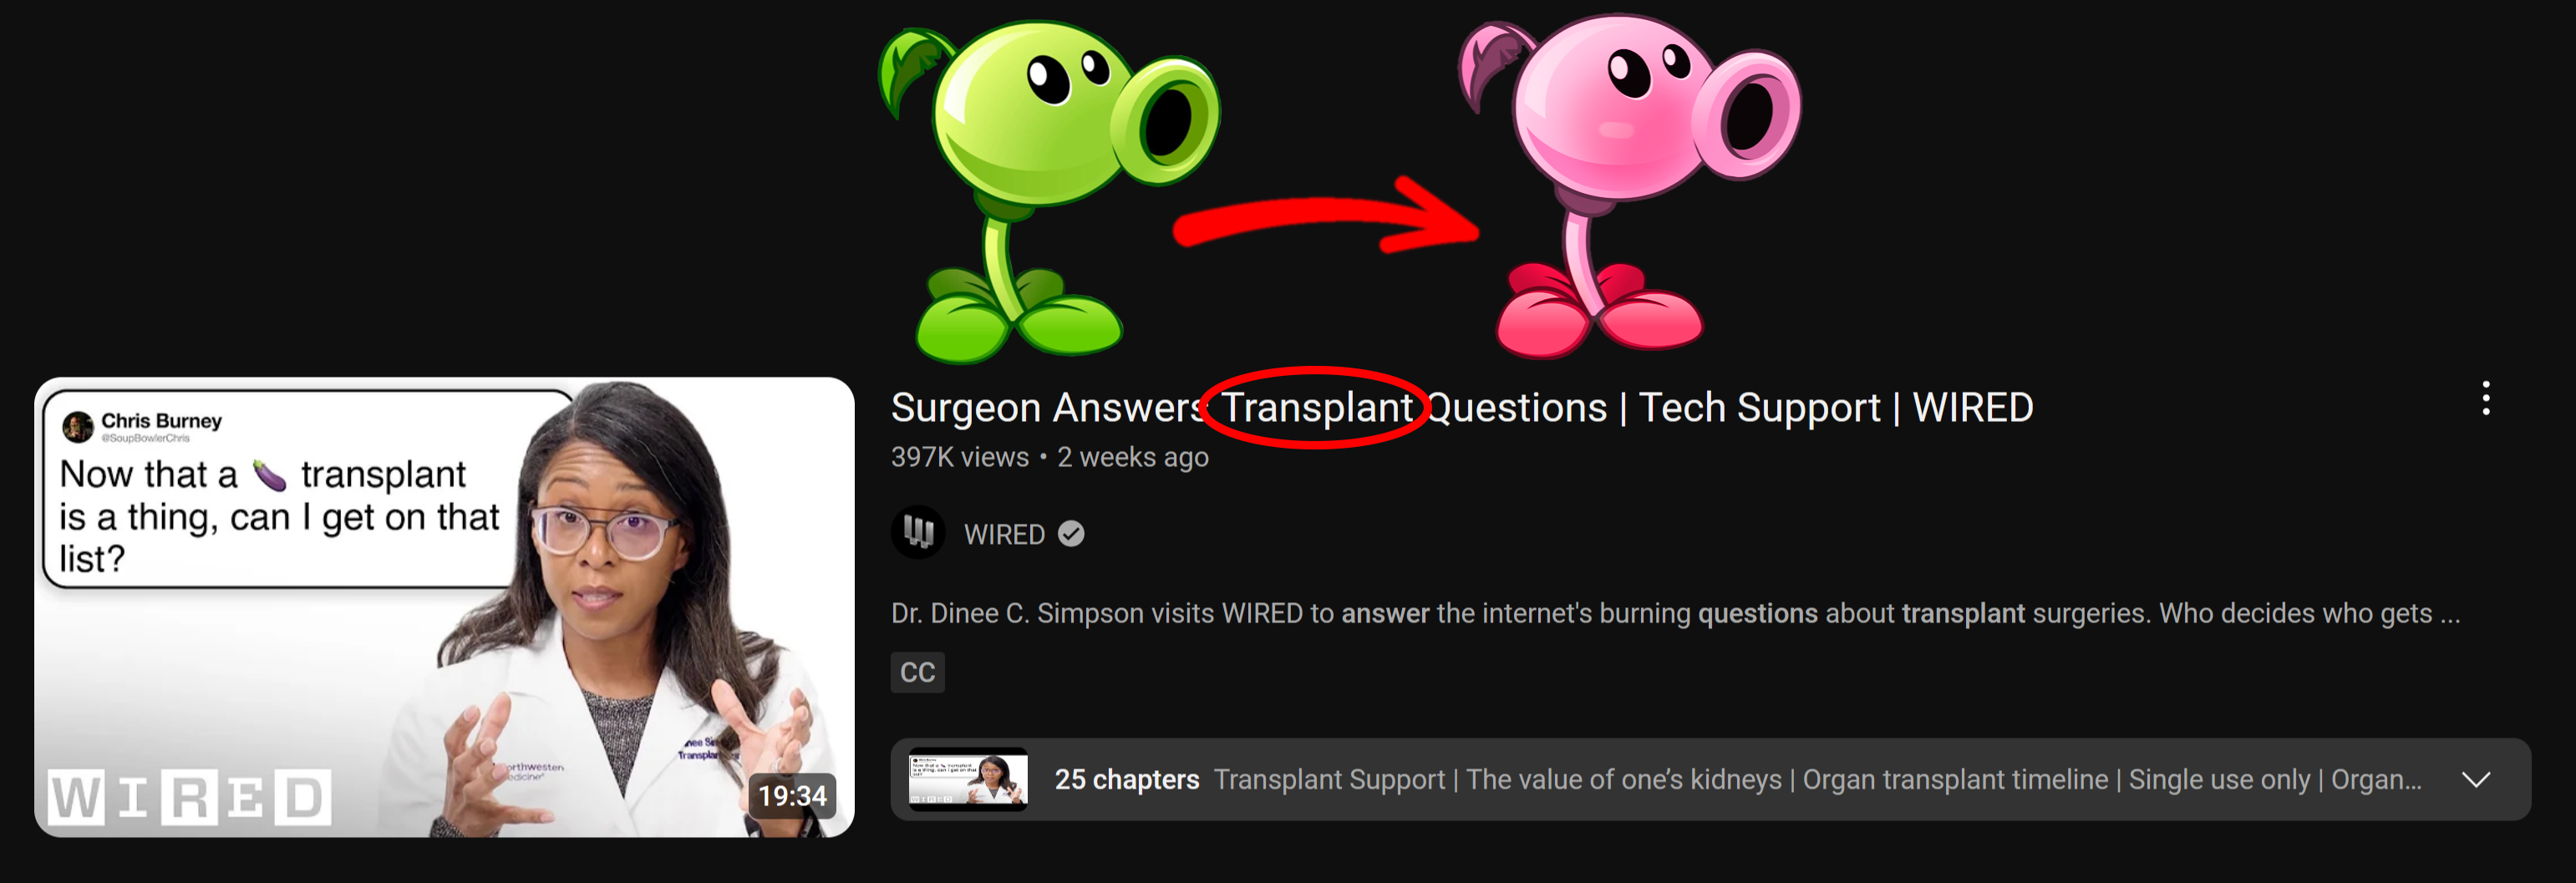 Chris Burney
@SoupBowlerChris
Now that a 🍆 transplant
is a thing, can I get on that
list?
WIRED
19:34
Surgeon Answers Transplant Questions | Tech Support | WIRED
397K views • 2 weeks ago
WIRED
Dr. Dinee C. Simpson visits WIRED to answer the internet's burning questions about transplant surgeries. Who decides who gets ...
CC
25 chapters Transplant Support | The value of one's kidneys | Organ transplant timeline | Single use only | Organ...